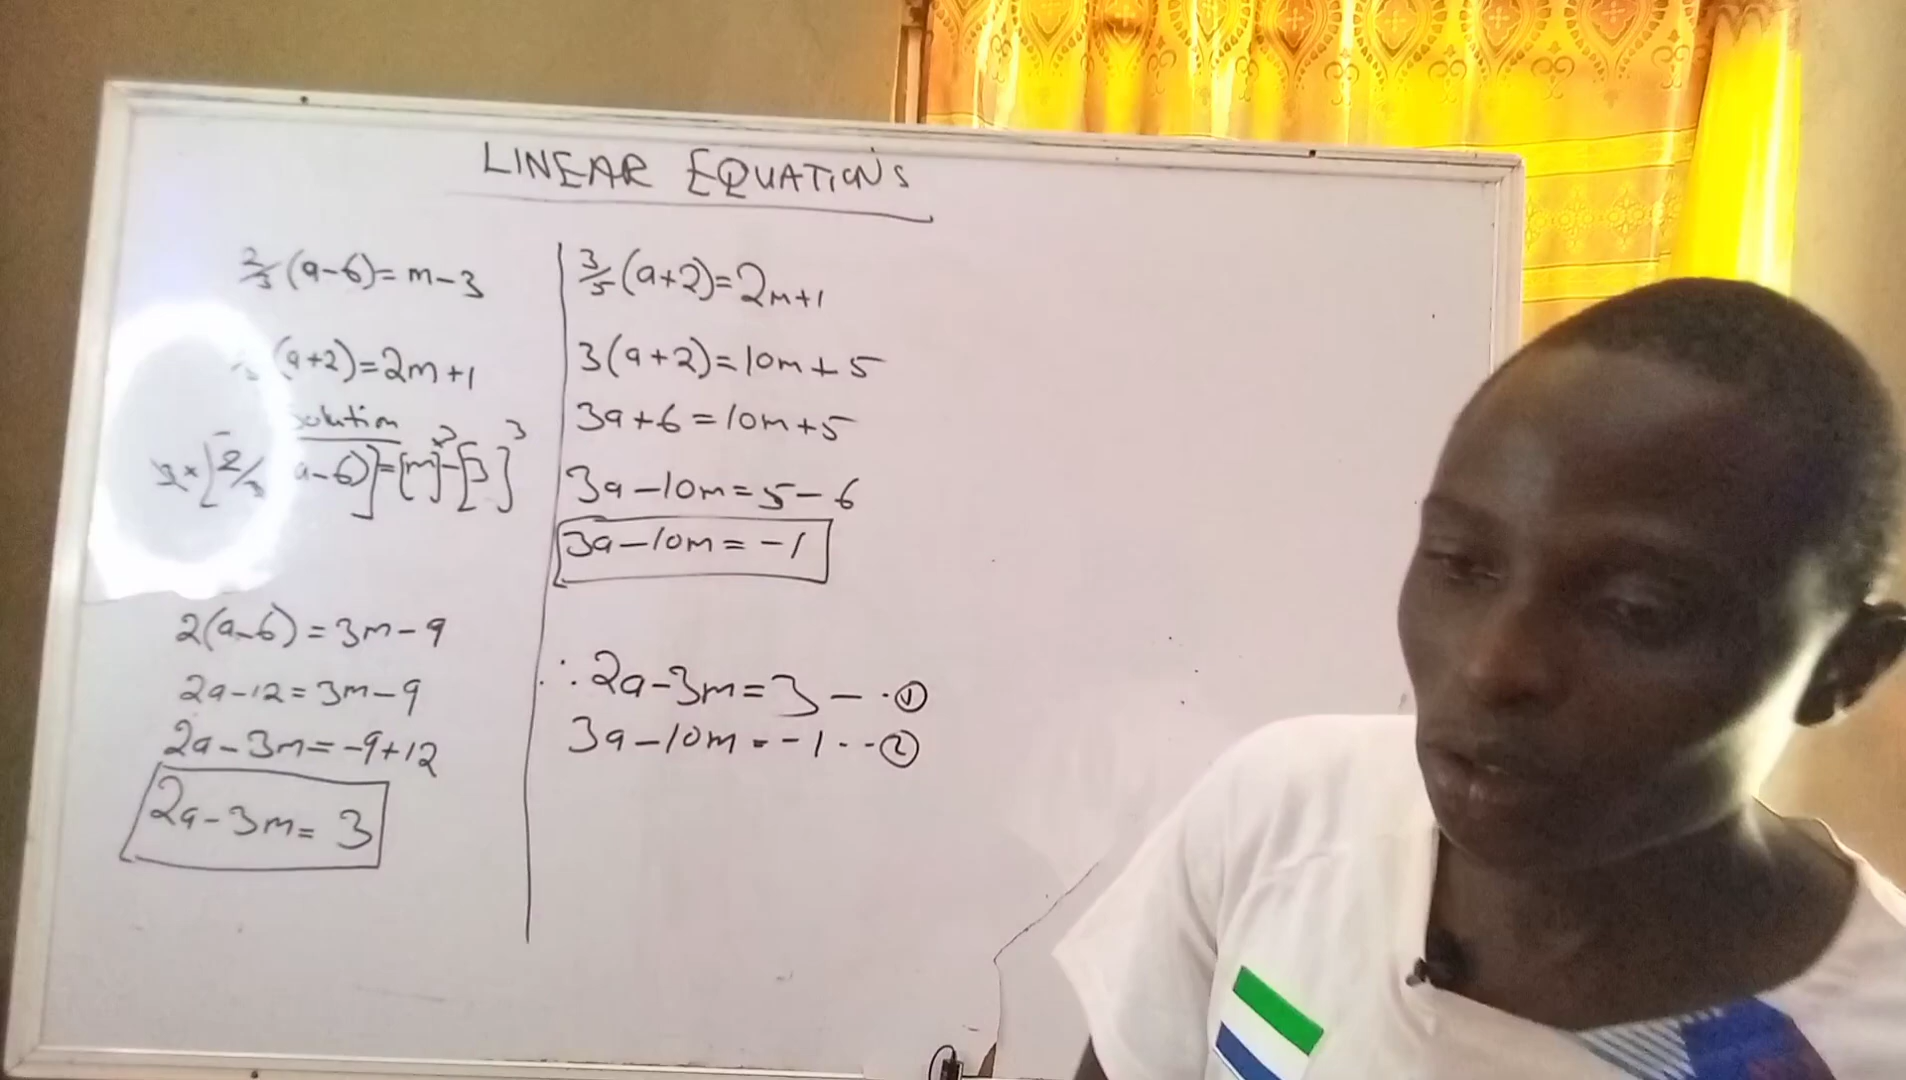 LINEAR EQUATIONS
2/3 (a-6) = m-3
(a+2) = 2m+1
Solution
[2/3 a-6)] = [m]×3 - [3]3
2(a-6) = 3m-9
2a-12 = 3m-9
2a-3m = -9+12
2a-3m = 3
3/5 (a+2) = 2m+1
3(a+2) = 10m+5
3a+6 = 10m+5
3a-10m = 5-6
3a-10m = -1
∴ 2a-3m = 3 - . ①
3a-10m = -1 . - - ②